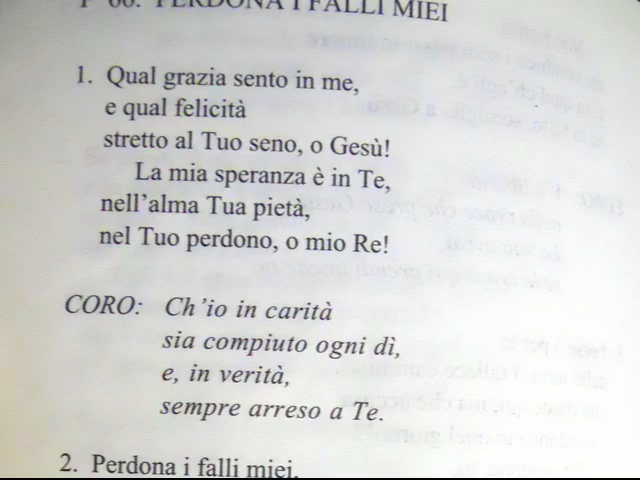 PERDONA I FALLI MIEI
1. Qual grazia sento in me,
e qual felicità
stretto al Tuo seno, o Gesù!
La mia speranza è in Te,
nell'alma Tua pietà,
nel Tuo perdono, o mio Re!
CORO: Ch'io in carità
sia compiuto ogni dì,
e, in verità,
sempre arreso a Te.
2. Perdona i falli miei,